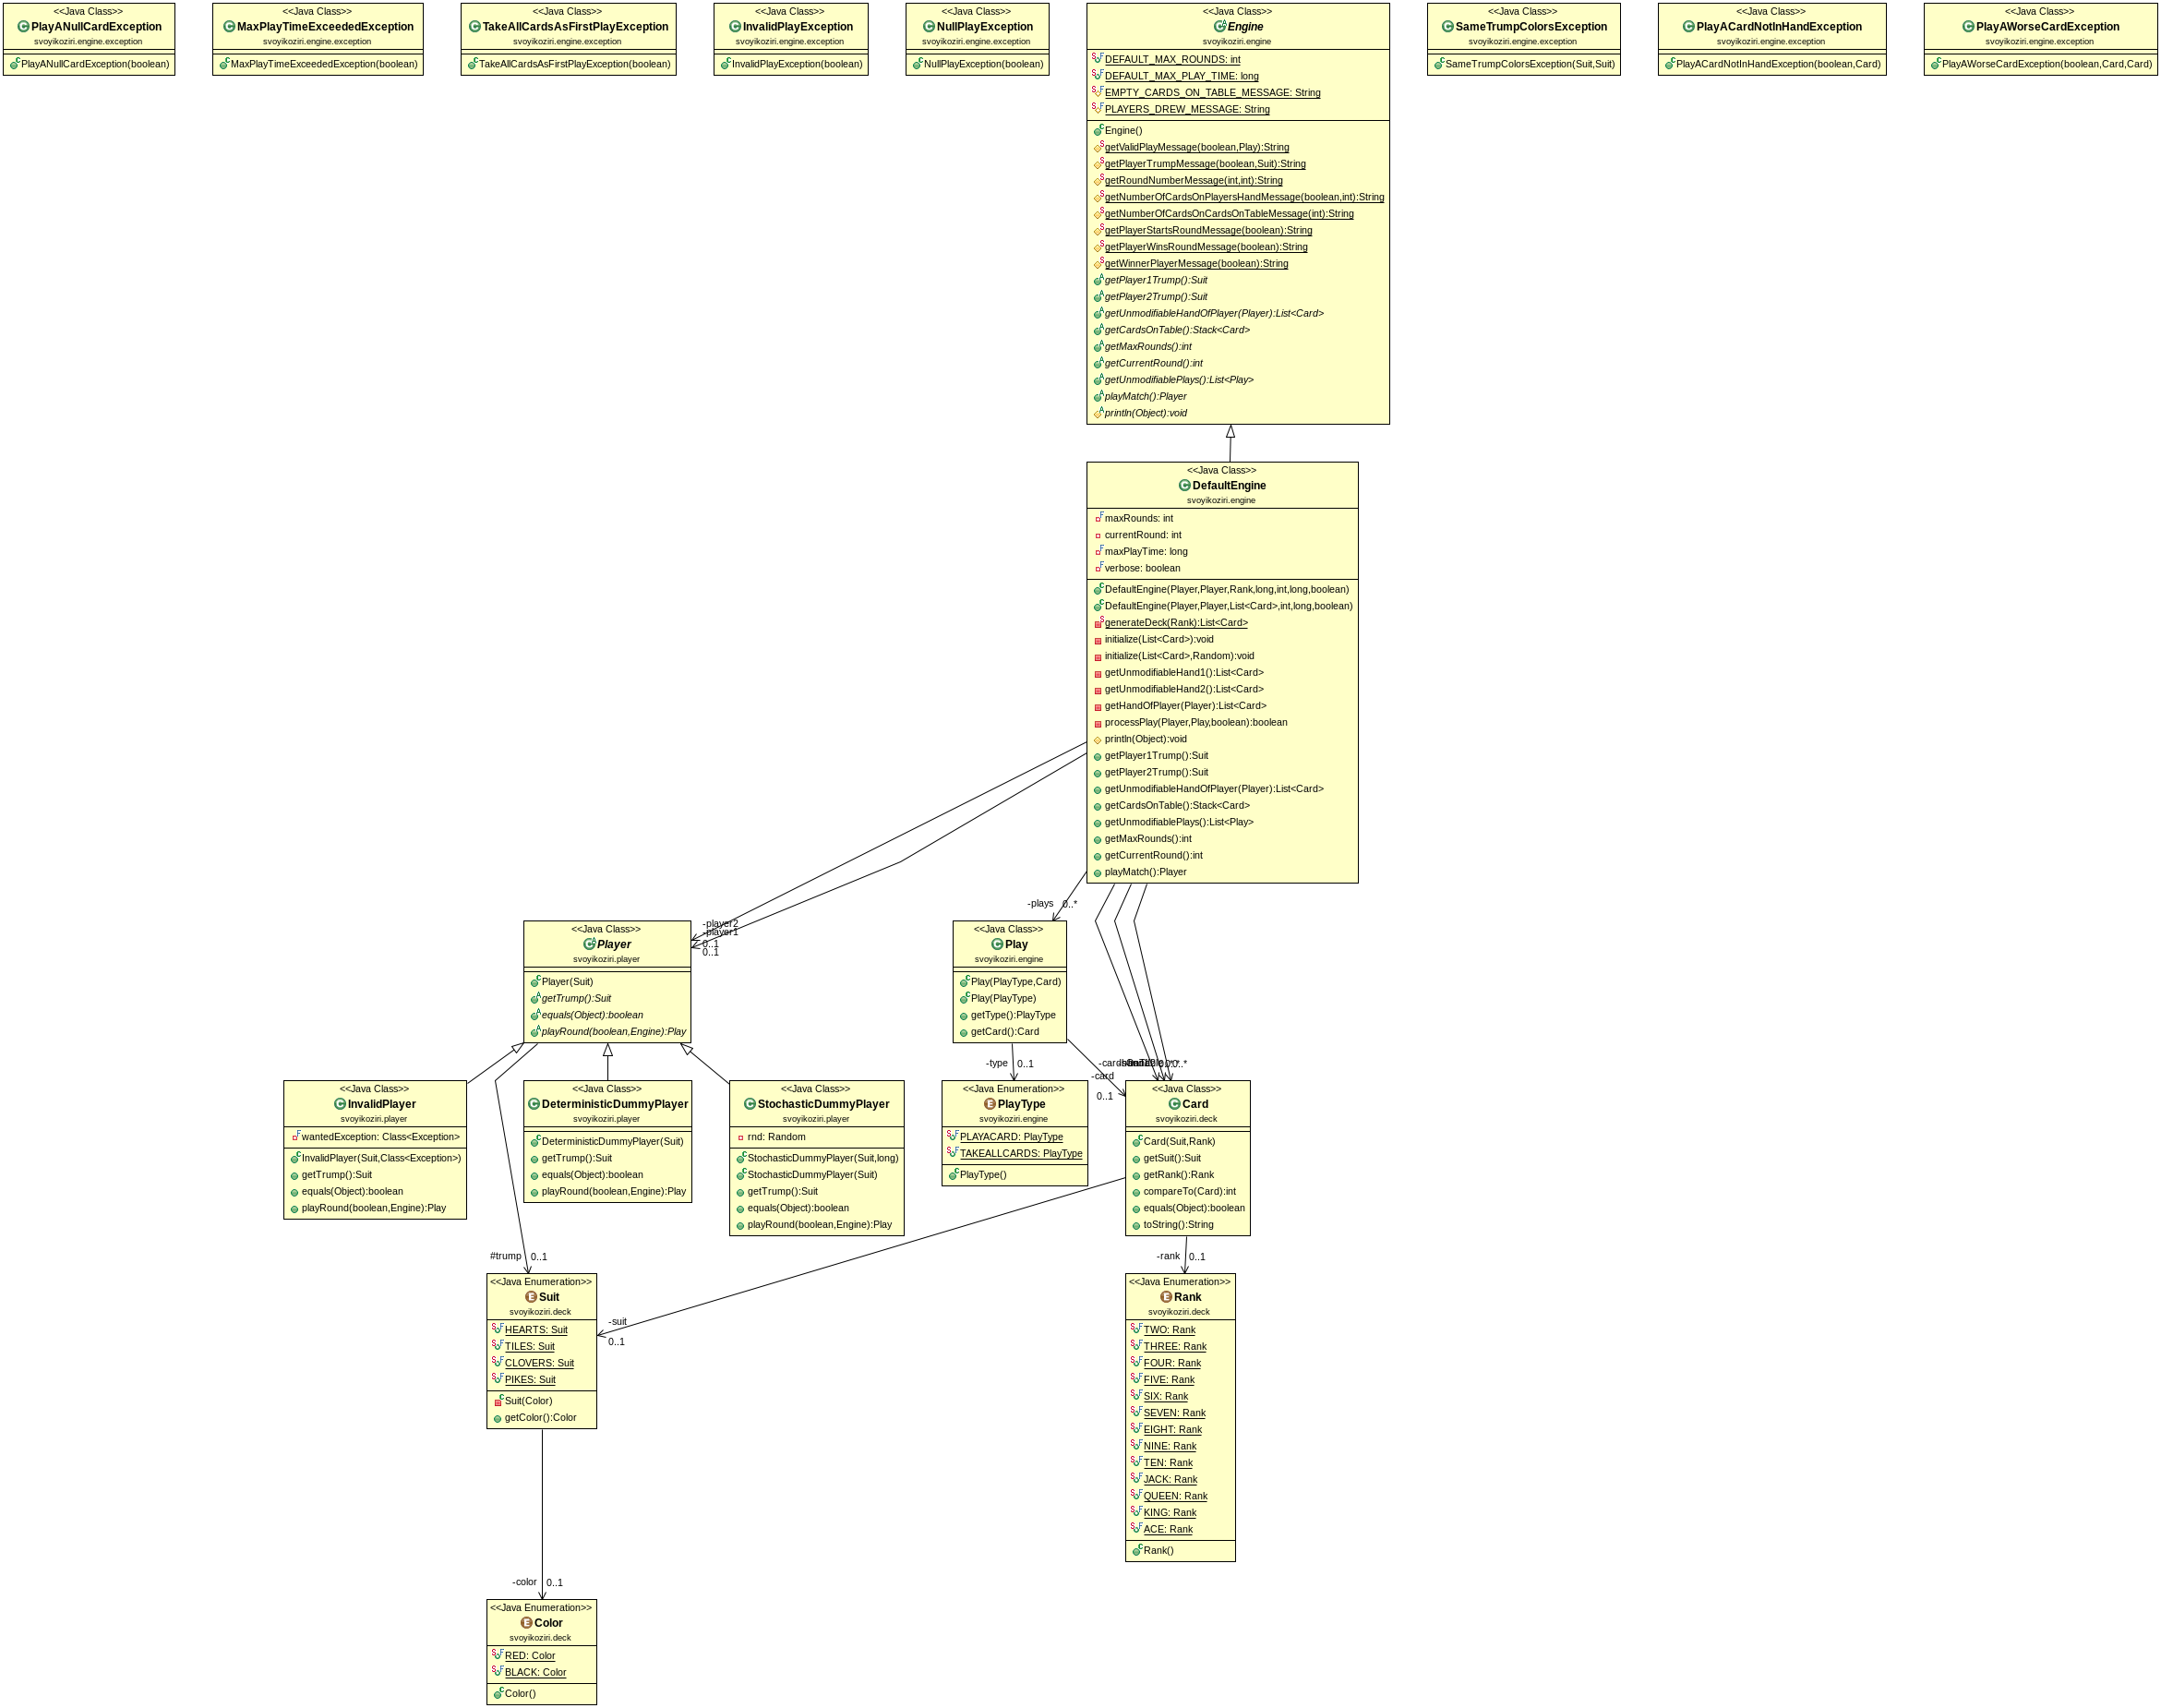 <<Java Class>>
PlayANullCardException
svoyikoziri.engine.exception
PlayANullCardException(boolean)
<<Java Class>>
MaxPlayTimeExceededException
svoyikoziri.engine.exception
MaxPlayTimeExceededException(boolean)
<<Java Class>>
TakeAllCardsAsFirstPlayException
svoyikoziri.engine.exception
TakeAllCardsAsFirstPlayException(boolean)
<<Java Class>>
InvalidPlayException
svoyikoziri.engine.exception
InvalidPlayException(boolean)
<<Java Class>>
NullPlayException
svoyikoziri.engine.exception
NullPlayException(boolean)
<<Java Class>>
Engine
svoyikoziri.engine
DEFAULT_MAX_ROUNDS: int
DEFAULT_MAX_PLAY_TIME: long
EMPTY_CARDS_ON_TABLE_MESSAGE: String
PLAYERS_DREW_MESSAGE: String
Engine()
getValidPlayMessage(boolean,Play):String
getPlayerTrumpMessage(boolean,Suit):String
getRoundNumberMessage(int,int):String
getNumberOfCardsOnPlayersHandMessage(boolean,int):String
getNumberOfCardsOnCardsOnTableMessage(int):String
getPlayerStartsRoundMessage(boolean):String
getPlayerWinsRoundMessage(boolean):String
getWinnerPlayerMessage(boolean):String
getPlayer1Trump():Suit
getPlayer2Trump():Suit
getUnmodifiableHandOfPlayer(Player):List<Card>
getCardsOnTable():Stack<Card>
getMaxRounds():int
getCurrentRound():int
getUnmodifiablePlays():List<Play>
playMatch():Player
println(Object):void
<<Java Class>>
SameTrumpColorsException
svoyikoziri.engine.exception
SameTrumpColorsException(Suit,Suit)
<<Java Class>>
PlayACardNotInHandException
svoyikoziri.engine.exception
PlayACardNotInHandException(boolean,Card)
<<Java Class>>
PlayAWorseCardException
svoyikoziri.engine.exception
PlayAWorseCardException(boolean,Card,Card)
<<Java Class>>
DefaultEngine
svoyikoziri.engine
maxRounds: int
currentRound: int
maxPlayTime: long
verbose: boolean
DefaultEngine(Player,Player,Rank,long,int,long,boolean)
DefaultEngine(Player,Player,List<Card>,int,long,boolean)
generateDeck(Rank):List<Card>
initialize(List<Card>):void
initialize(List<Card>,Random):void
getUnmodifiableHand1():List<Card>
getUnmodifiableHand2():List<Card>
getHandOfPlayer(Player):List<Card>
processPlay(Player,Play,boolean):boolean
println(Object):void
getPlayer1Trump():Suit
getPlayer2Trump():Suit
getUnmodifiableHandOfPlayer(Player):List<Card>
getCardsOnTable():Stack<Card>
getUnmodifiablePlays():List<Play>
getMaxRounds():int
getCurrentRound():int
playMatch():Player
-plays 0..*
-player2
-player1
0..1
0..1
<<Java Class>>
Player
svoyikoziri.player
Player(Suit)
getTrump():Suit
equals(Object):boolean
playRound(boolean,Engine):Play
<<Java Class>>
Play
svoyikoziri.engine
Play(PlayType,Card)
Play(PlayType)
getType():PlayType
getCard():Card
-type 0..1
-card
0..1
<<Java Class>>
InvalidPlayer
svoyikoziri.player
wantedException: Class<Exception>
InvalidPlayer(Suit,Class<Exception>)
getTrump():Suit
equals(Object):boolean
playRound(boolean,Engine):Play
<<Java Class>>
DeterministicDummyPlayer
svoyikoziri.player
DeterministicDummyPlayer(Suit)
getTrump():Suit
equals(Object):boolean
playRound(boolean,Engine):Play
<<Java Class>>
StochasticDummyPlayer
svoyikoziri.player
rnd: Random
StochasticDummyPlayer(Suit,long)
StochasticDummyPlayer(Suit)
getTrump():Suit
equals(Object):boolean
playRound(boolean,Engine):Play
<<Java Enumeration>>
PlayType
svoyikoziri.engine
PLAYACARD: PlayType
TAKEALLCARDS: PlayType
PlayType()
<<Java Class>>
Card
svoyikoziri.deck
Card(Suit,Rank)
getSuit():Suit
getRank():Rank
compareTo(Card):int
equals(Object):boolean
toString():String
#trump 0..1
-rank 0..1
-suit
0..1
<<Java Enumeration>>
Suit
svoyikoziri.deck
HEARTS: Suit
TILES: Suit
CLOVERS: Suit
PIKES: Suit
Suit(Color)
getColor():Color
<<Java Enumeration>>
Rank
svoyikoziri.deck
TWO: Rank
THREE: Rank
FOUR: Rank
FIVE: Rank
SIX: Rank
SEVEN: Rank
EIGHT: Rank
NINE: Rank
TEN: Rank
JACK: Rank
QUEEN: Rank
KING: Rank
ACE: Rank
Rank()
-color 0..1
<<Java Enumeration>>
Color
svoyikoziri.deck
RED: Color
BLACK: Color
Color()